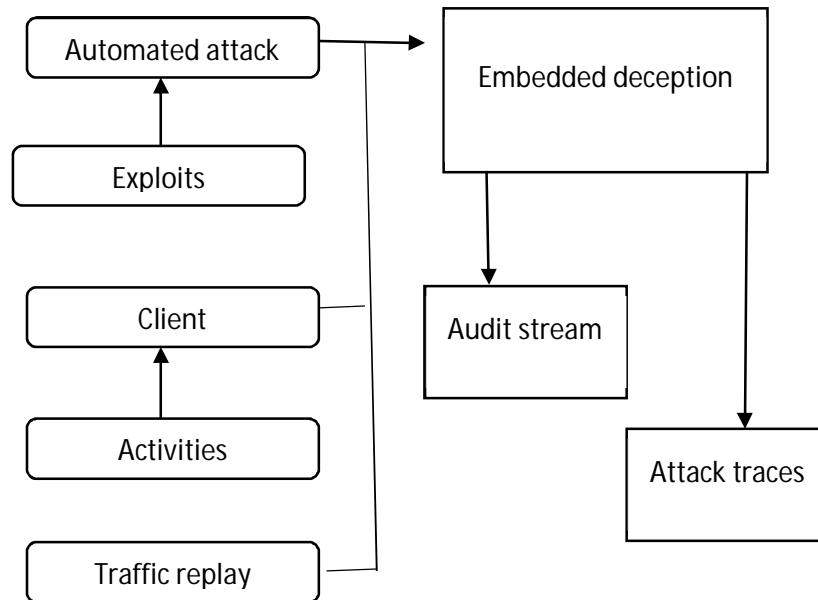 Automated attack
Embedded deception
Exploits
Client
Audit stream
Activities
Attack traces
Traffic replay